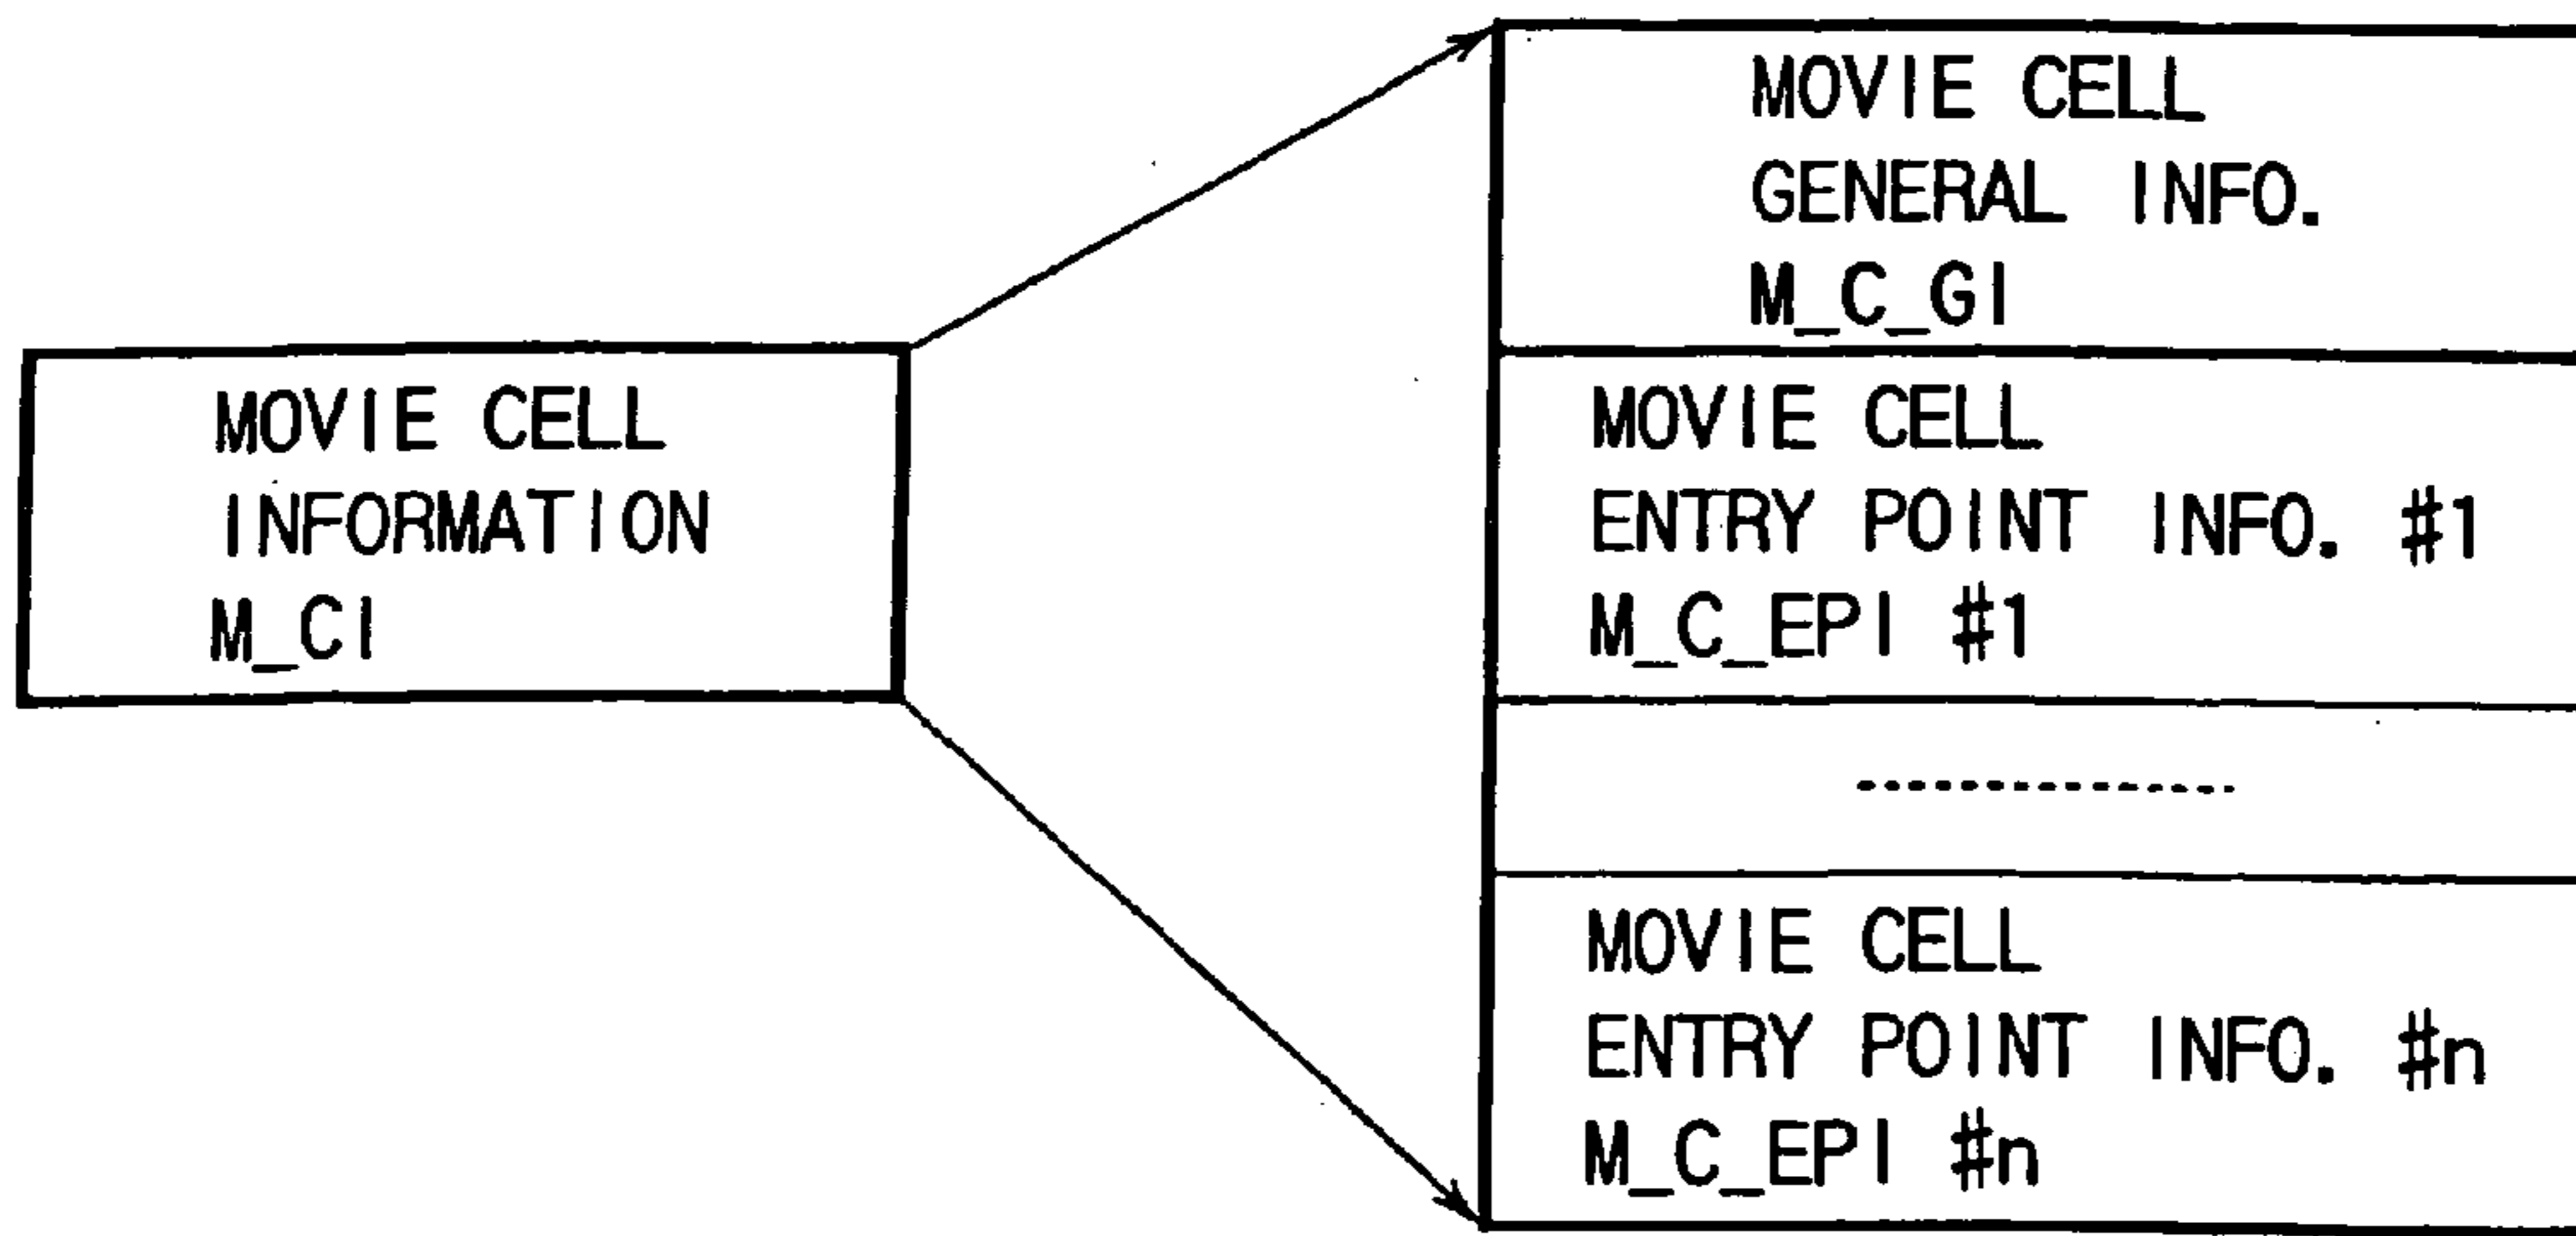 MOVIE CELL
INFORMATION
M_CI
MOVIE CELL
GENERAL INFO.
M_C_GI
MOVIE CELL
ENTRY POINT INFO. #1
M_C_EPI #1
MOVIE CELL
ENTRY POINT INFO. #n
M_C_EPI #n